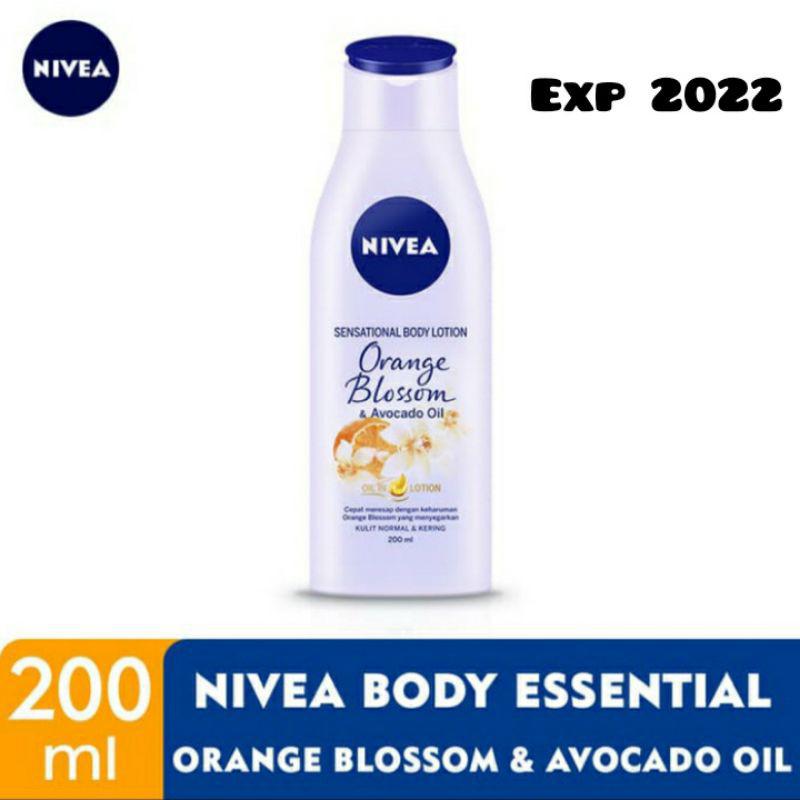 NIVEA
Exp 2022
NIVEA
SENSATIONAL BODY LOTION
Orange
Blossom
& Avocado Oil
OIL IN LOTION
Cepat meresap dengan keharuman
Orange Blossom yang menyegarkan
KULIT NORMAL & KERING
200 ml
200
ml
NIVEA BODY ESSENTIAL
ORANGE BLOSSOM & AVOCADO OIL